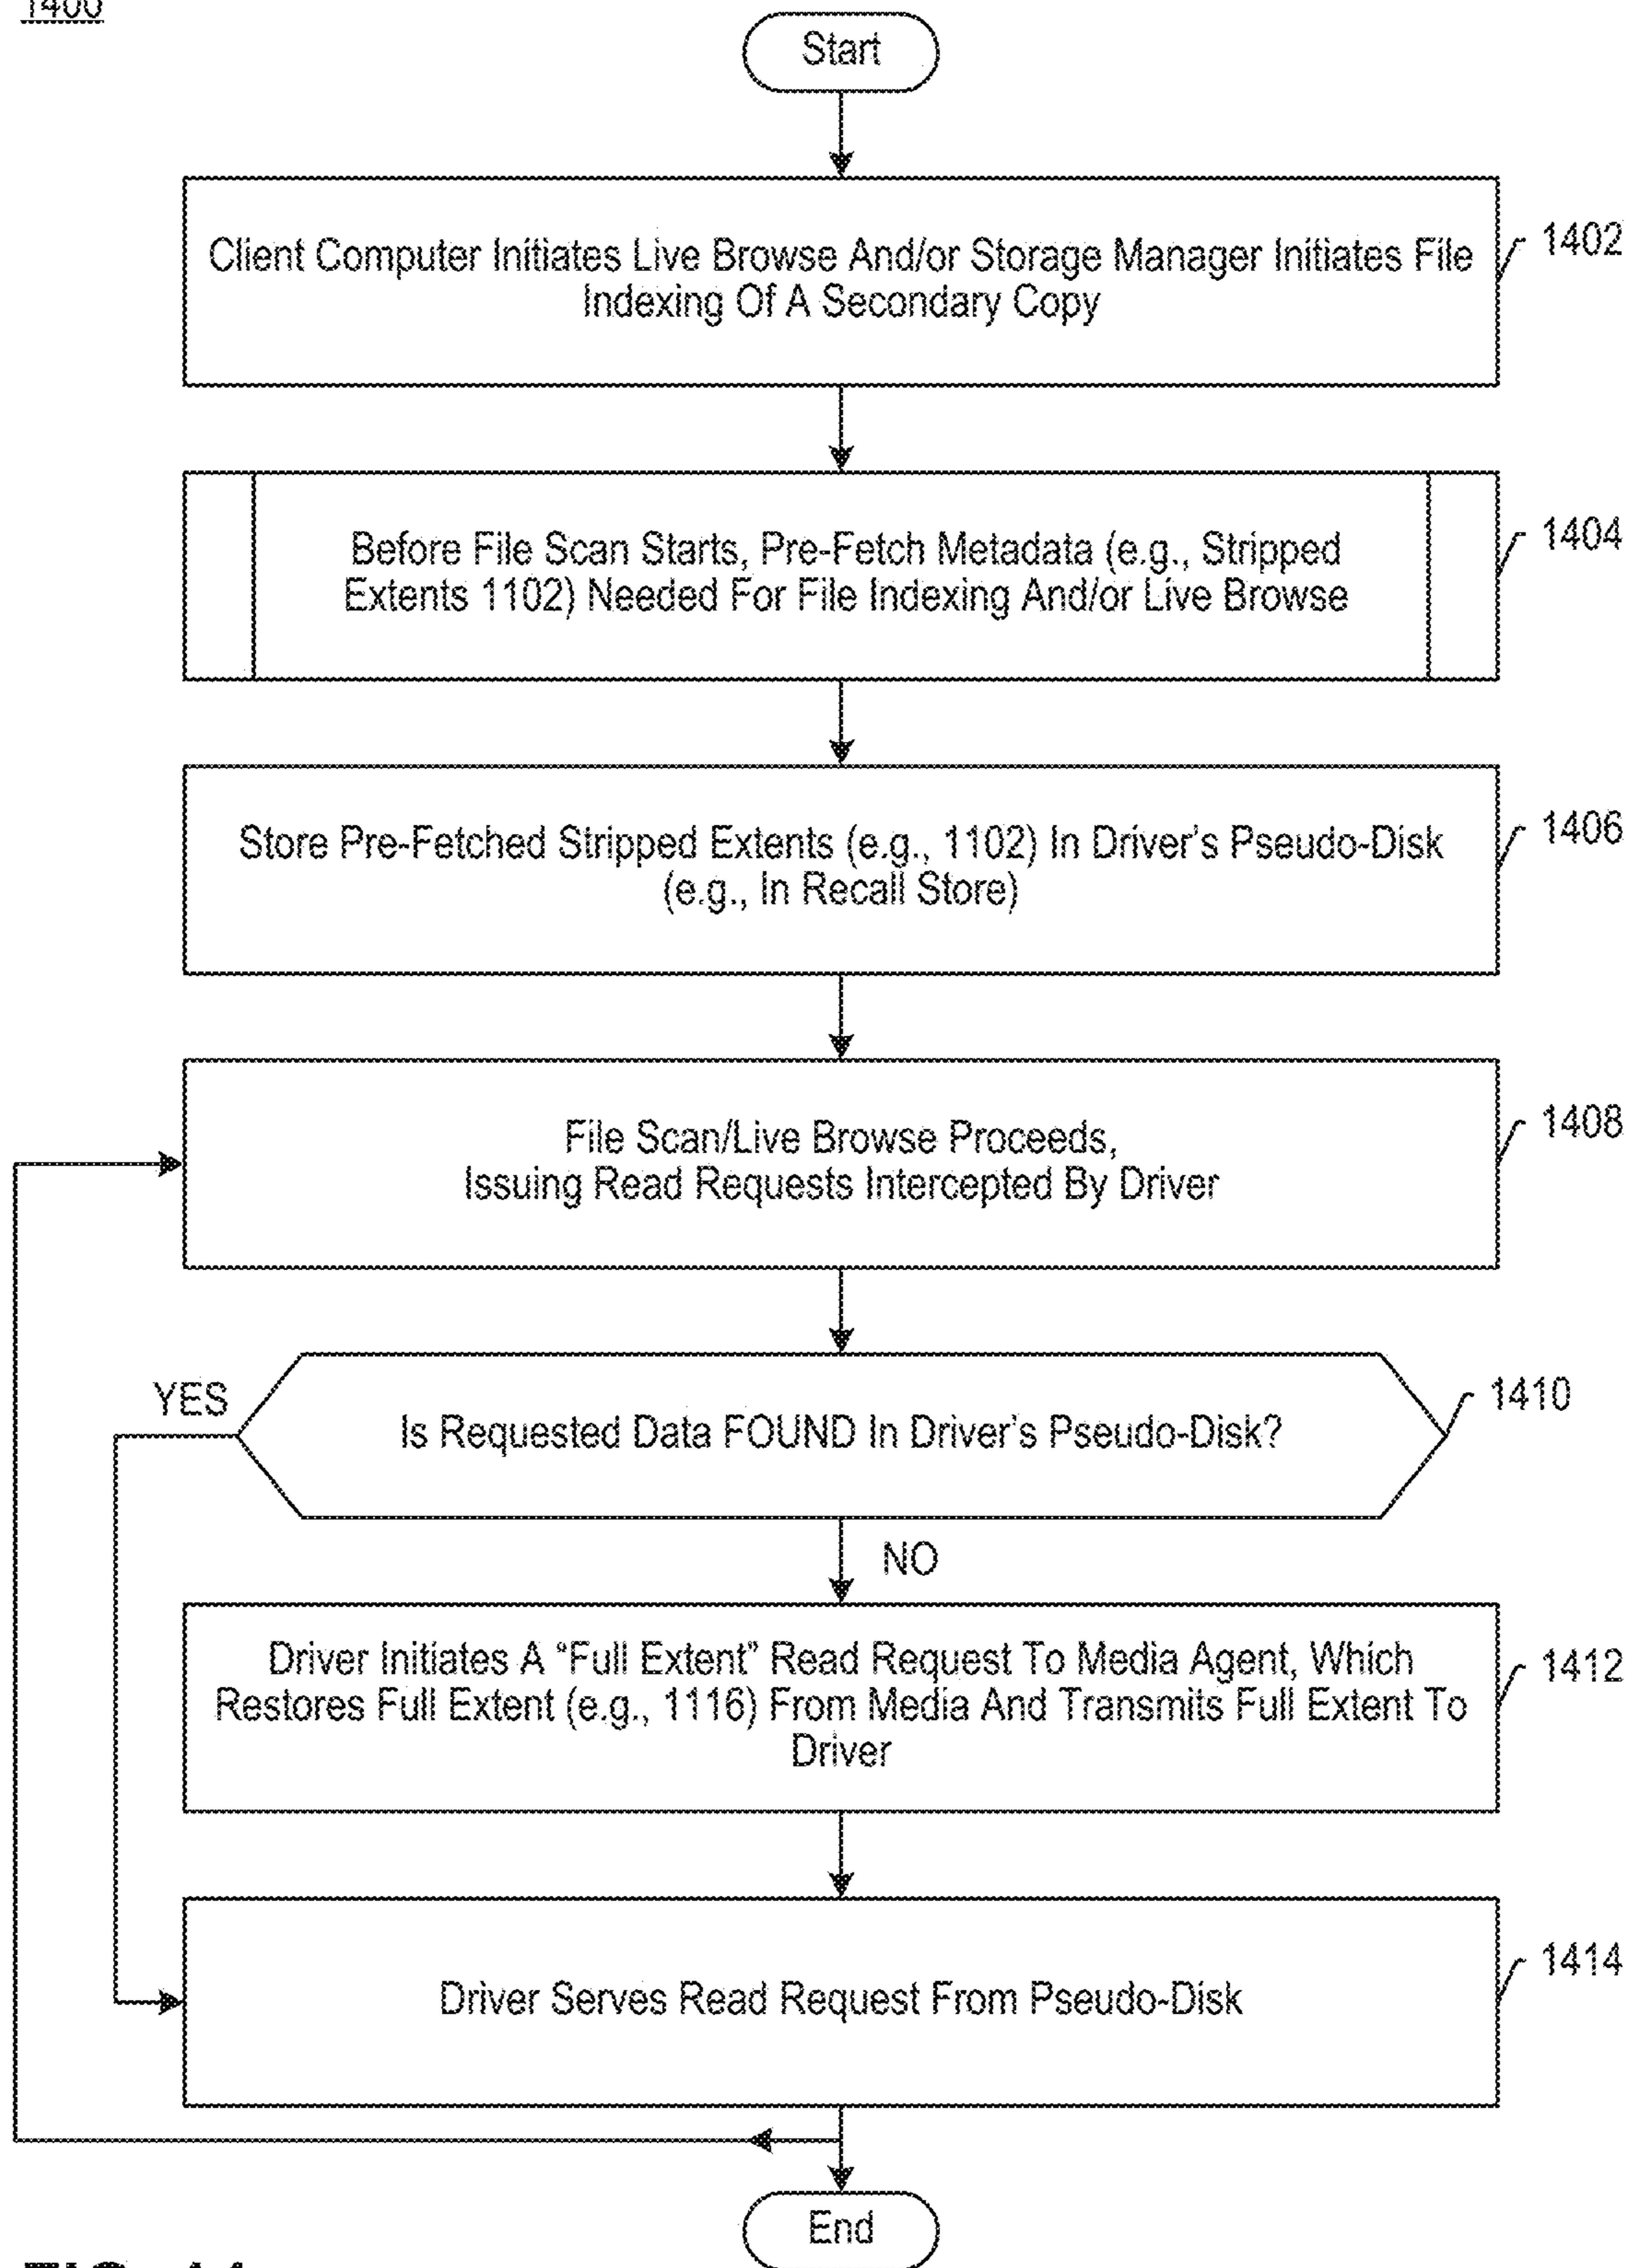 1400
Start
Client Computer Initiates Live Browse And/or Storage Manager Initiates File
Indexing Of A Secondary Copy
1402
Before File Scan Starts, Pre-Fetch Metadata (e.g., Stripped
Extents 1102) Needed For File Indexing And/or Live Browse
1404
Store Pre-Fetched Stripped Extents (e.g., 1102) In Driver's Pseudo-Disk
(e.g., In Recall Store)
1406
File Scan/Live Browse Proceeds,
Issuing Read Requests Intercepted By Driver
1408
YES
Is Requested Data FOUND In Driver's Pseudo-Disk?
1410
NO
Driver Initiates A “Full Extent” Read Request To Media Agent, Which
Restores Full Extent (e.g., 1116) From Media And Transmits Full Extent To
Driver
1412
Driver Serves Read Request From Pseudo-Disk
1414
End